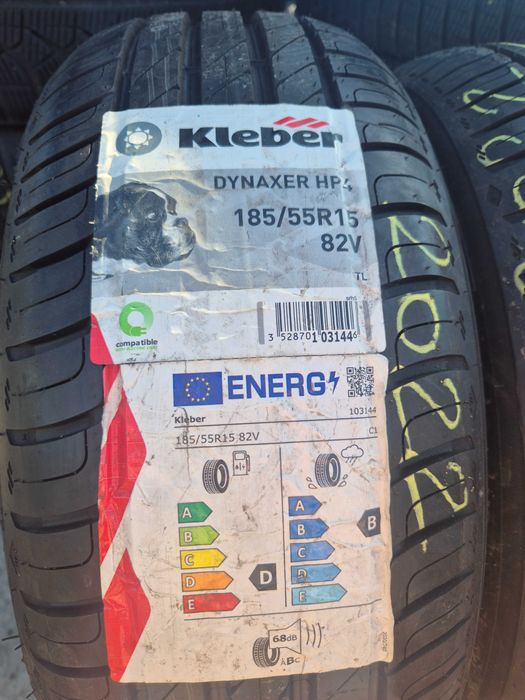 Kleber
DYNAXER HP4
185/55R15
82V
TL
compatible
3 528701 031446
ENERG
Kleber
103144
185/55R15 82V
C1
A
B
C
D
E
D
A
B
C
D
E
B
68dB
ABC
2022